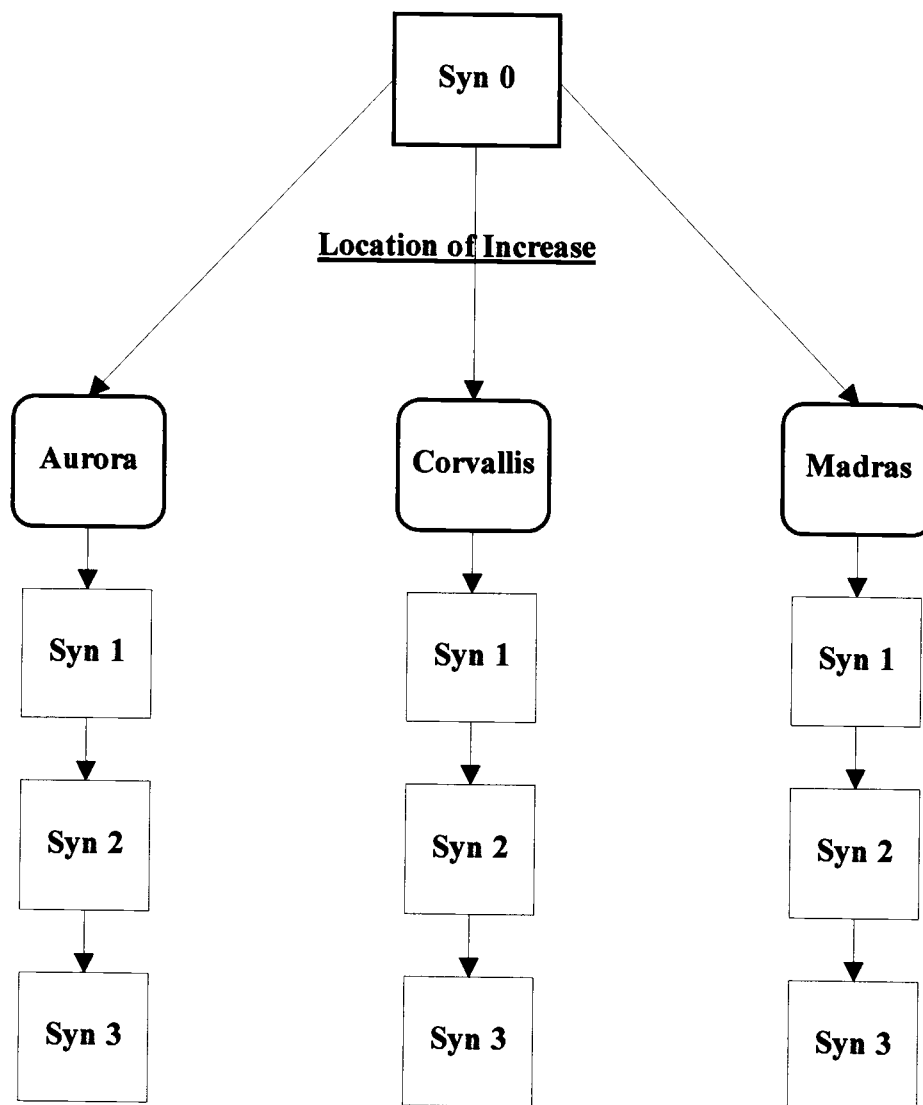 Syn 0
Location of Increase
Aurora
Corvallis
Madras
Syn 1
Syn 1
Syn 1
Syn 2
Syn 2
Syn 2
Syn 3
Syn 3
Syn 3